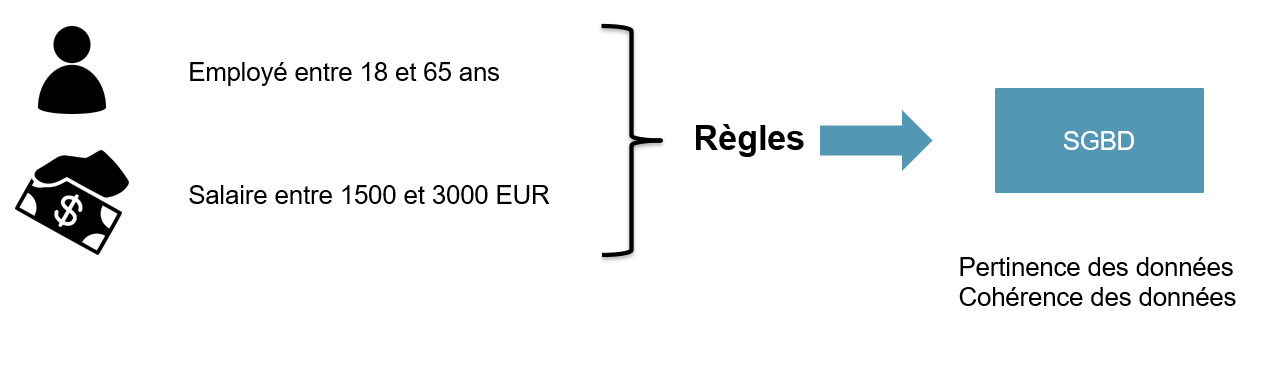 Employé entre 18 et 65 ans
Salaire entre 1500 et 3000 EUR
Règles
SGBD
Pertinence des données
Cohérence des données
$